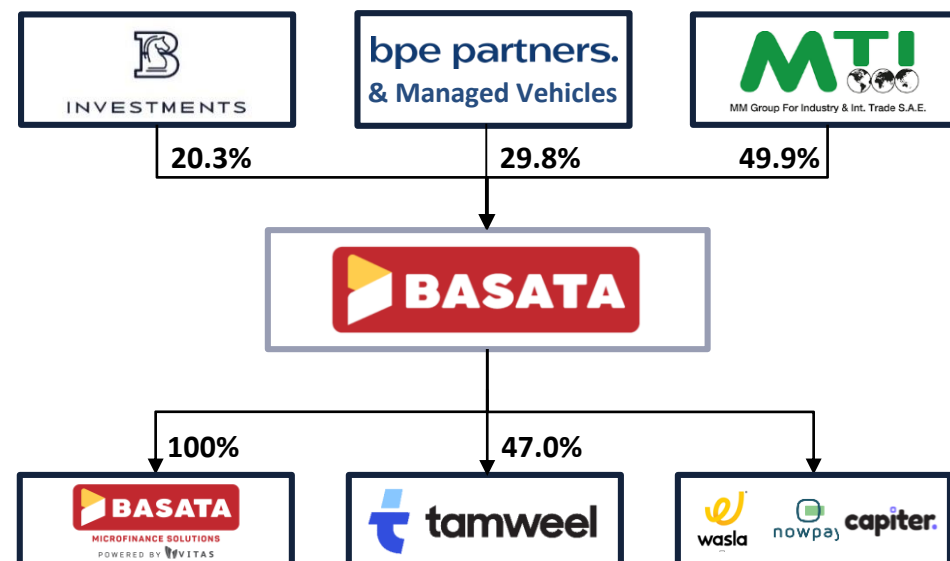 B
INVESTMENTS
bpe partners.
& Managed Vehicles
MTI
MM Group For Industry & Int. Trade S.A.E.
20.3%
29.8%
49.9%
BASATA
100%
47.0%
BASATA
MICROFINANCE SOLUTIONS
POWERED BY VITAS
tamweel
wasla
nowpay
capiter.